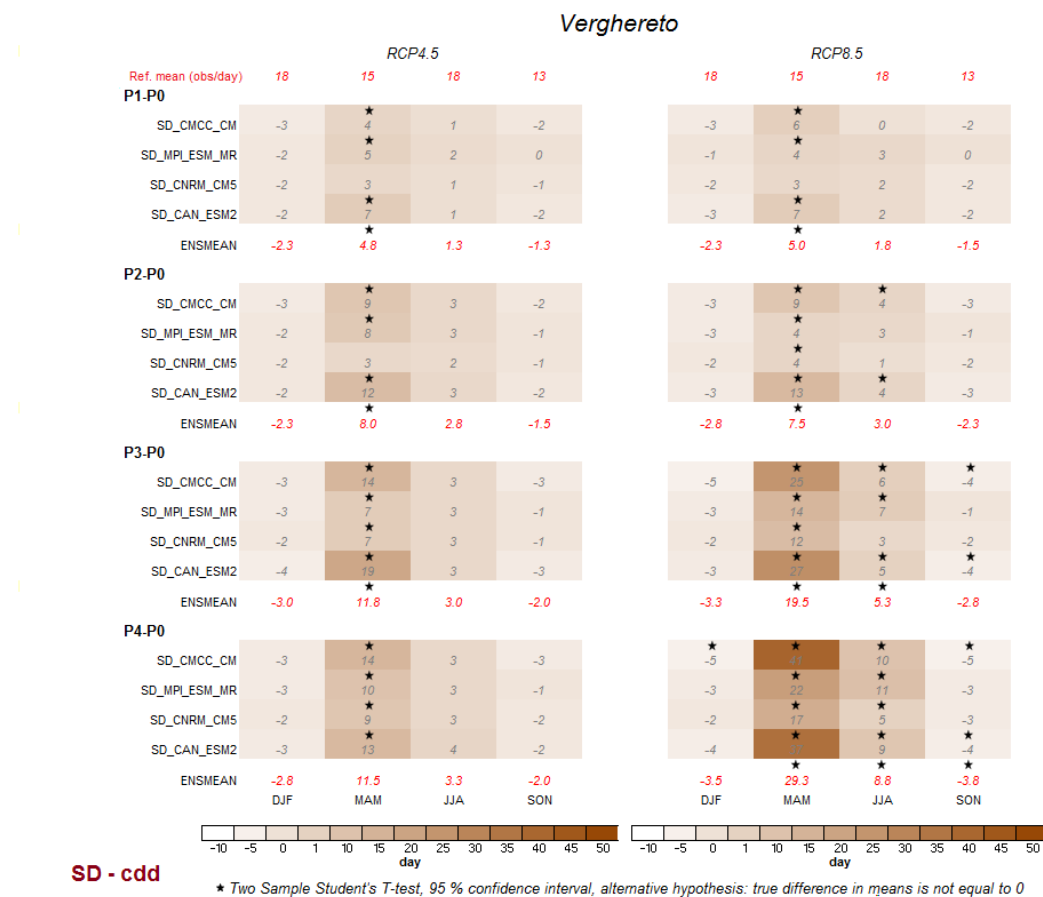 Verghereto
RCP4.5 RCP8.5
Ref. mean (obs/day) 18 15 18 13 18 15 18 13
P1-P0
SD_CMCC_CM -3 4 1 -2 -3 6 0 -2
SD_MPI_ESM_MR -2 5 2 0 -1 4 3 0
SD_CNRM_CM5 -2 3 1 -1 -2 3 2 -2
SD_CAN_ESM2 -2 7 1 -2 -3 7 2 -2
ENSMEAN -2.3 4.8 1.3 -1.3 -2.3 5.0 1.8 -1.5
P2-P0
SD_CMCC_CM -3 9 3 -2 -3 9 4 -3
SD_MPI_ESM_MR -2 8 3 -1 -3 4 3 -1
SD_CNRM_CM5 -2 3 2 -1 -2 4 1 -2
SD_CAN_ESM2 -2 12 3 -2 -3 13 4 -3
ENSMEAN -2.3 8.0 2.8 -1.5 -2.8 7.5 3.0 -2.3
P3-P0
SD_CMCC_CM -3 14 3 -3 -5 25 6 -4
SD_MPI_ESM_MR -3 7 3 -1 -3 14 7 -1
SD_CNRM_CM5 -2 7 3 -1 -2 12 3 -2
SD_CAN_ESM2 -4 19 3 -3 -3 27 5 -4
ENSMEAN -3.0 11.8 3.0 -2.0 -3.3 19.5 5.3 -2.8
P4-P0
SD_CMCC_CM -3 14 3 -3 -5 41 10 -5
SD_MPI_ESM_MR -3 10 3 -1 -3 22 11 -3
SD_CNRM_CM5 -2 9 3 -2 -2 17 5 -3
SD_CAN_ESM2 -3 13 4 -2 -4 9 -4
ENSMEAN -2.8 11.5 3.3 -2.0 -3.5 29.3 8.8 -3.8
DJF MAM JJA SON DJF MAM JJA SON
-10 -5 0 1 10 15 20 25 30 35 40 45 50 -10 -5 0 1 10 15 20 25 30 35 40 45 50
day day
SD - cdd
★ Two Sample Student's T-test, 95 % confidence interval, alternative hypothesis: true difference in means is not equal to 0